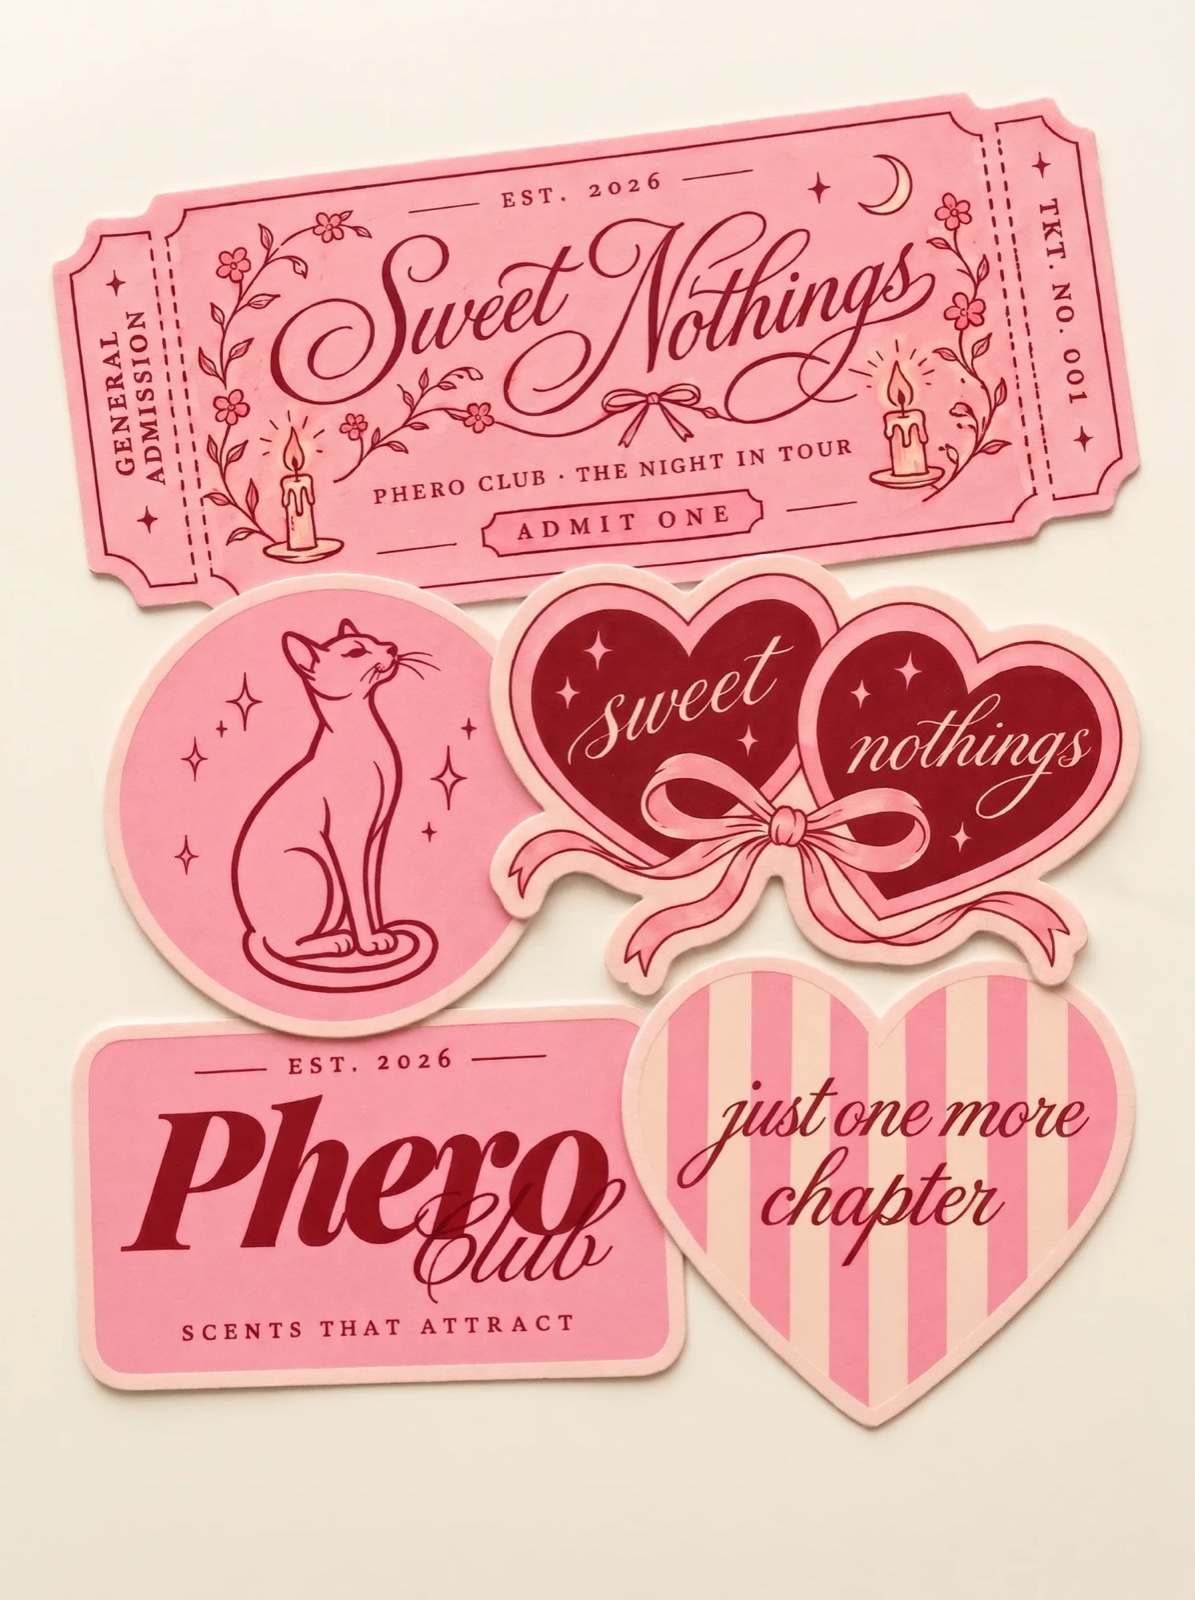 EST. 2026
Sweet Nothings
PHERO CLUB · THE NIGHT IN TOUR
ADMIT ONE
GENERAL
ADMISSION
TKT. NO. 001
sweet
nothings
EST. 2026
Phero
Club
SCENTS THAT ATTRACT
just one more
chapter